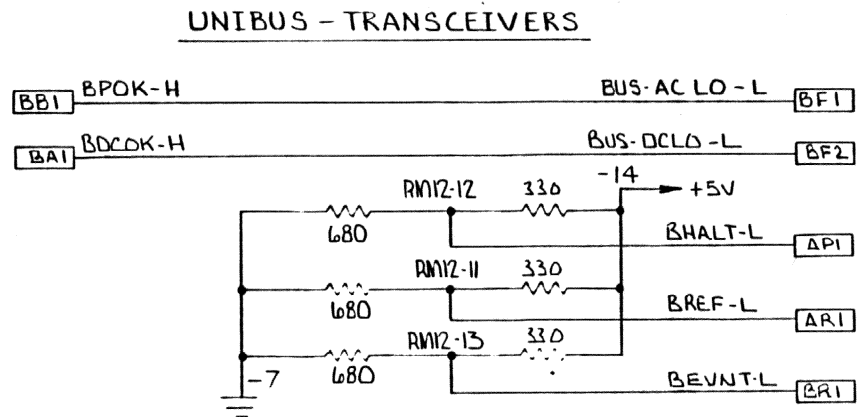 UNIBUS - TRANSCEIVERS
BB1 BPOK-H BUS-AC LO-L BF1
BA1 BDCOK-H BUS-DCLO-L BF2
RM12-12 330 -14 +5V
680 BHALT-L AP1
RM12-11 330
680 BREF-L AR1
RM12-13 330
-7 680 BEVNT-L BR1